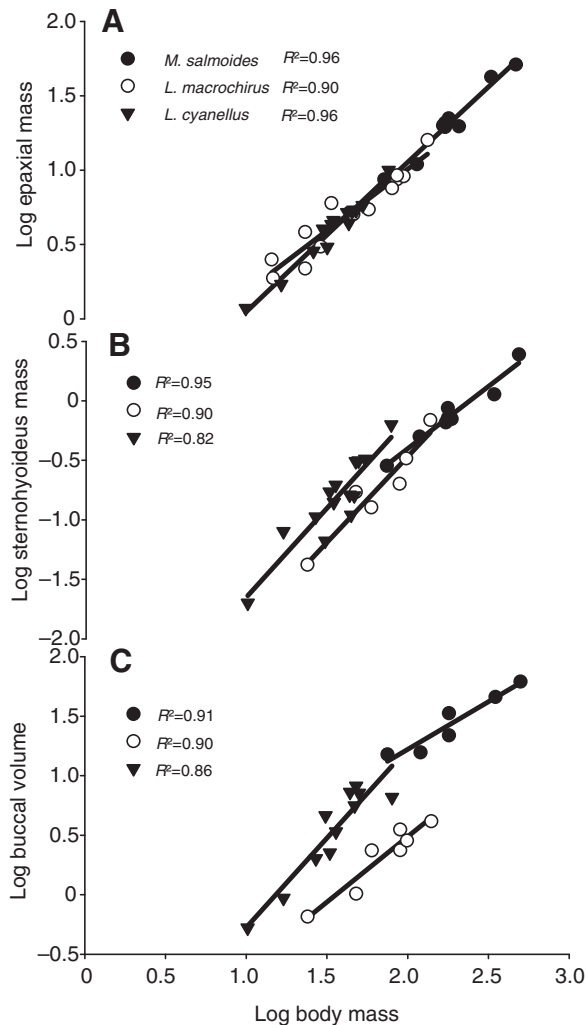 A
2.0
M. salmoides R²=0.96
L. macrochirus R²=0.90
L. cyanellus R²=0.96
1.5
1.0
0.5
0
Log epaxial mass
B
0.5
R²=0.95
R²=0.90
R²=0.82
0
–0.5
–1.0
–1.5
–2.0
Log sternohyoideus mass
C
2.0
R²=0.91
R²=0.90
R²=0.86
1.5
1.0
0.5
0
–0.5
Log buccal volume
0 0.5 1.0 1.5 2.0 2.5 3.0
Log body mass